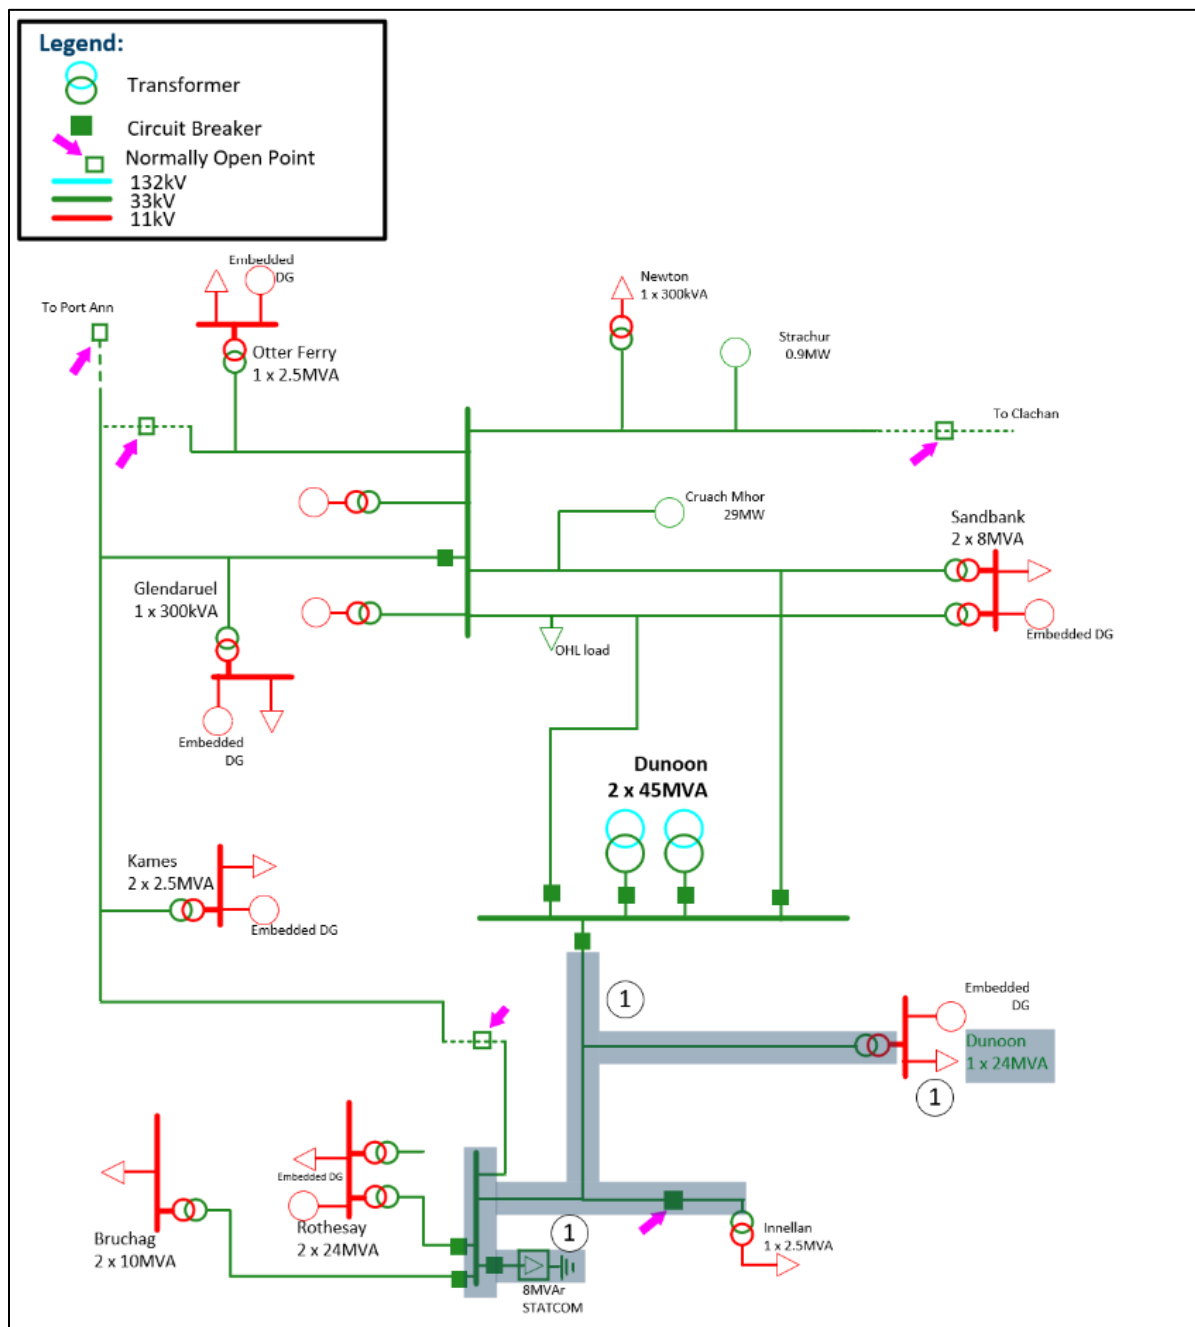 Legend:
Transformer
Circuit Breaker
Normally Open Point
132kV
33kV
11kV
Embedded
DG
To Port Ann
Otter Ferry
1 x 2.5MVA
Newton
1 x 300kVA
Strachur
0.9MW
To Clachan
Cruach Mhor
29MW
Sandbank
2 x 8MVA
Embedded DG
Glendaruel
1 x 300kVA
Embedded
DG
OHL load
Dunoon
2 x 45MVA
Kames
2 x 2.5MVA
Embedded DG
1
Embedded
DG
Dunoon
1 x 24MVA
1
Embedded DG
Rothesay
2 x 24MVA
Bruchag
2 x 10MVA
1
8MVAr
STATCOM
Innellan
1 x 2.5MVA